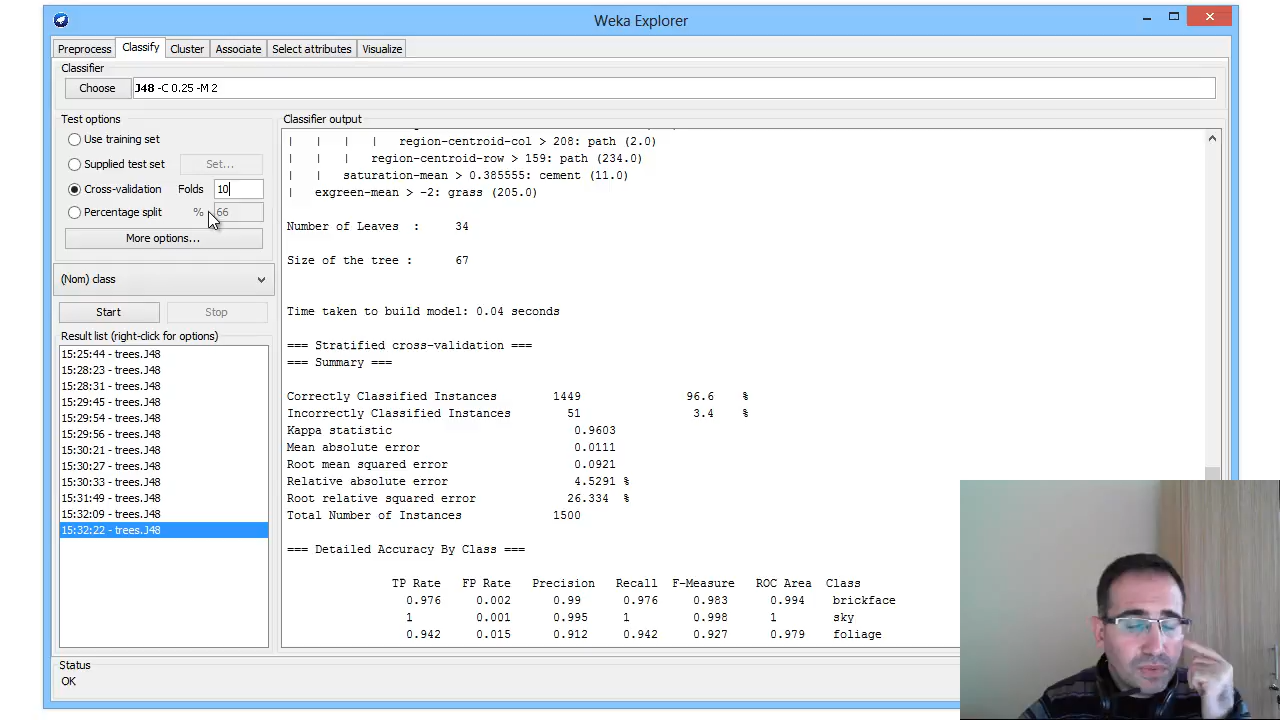 Weka Explorer
Preprocess Classify Cluster Associate Select attributes Visualize
Classifier
Choose J48 -C 0.25 -M 2
Test options
Use training set
Supplied test set Set...
Cross-validation Folds 10
Percentage split % 66
More options...
(Nom) class
Start Stop
Result list (right-click for options)
15:25:44 - trees.J48
15:28:23 - trees.J48
15:28:31 - trees.J48
15:29:45 - trees.J48
15:29:54 - trees.J48
15:29:56 - trees.J48
15:30:21 - trees.J48
15:30:27 - trees.J48
15:30:33 - trees.J48
15:31:49 - trees.J48
15:32:09 - trees.J48
15:32:22 - trees.J48
Classifier output
| | | | region-centroid-col > 208: path (2.0)
| | | region-centroid-row > 159: path (234.0)
| | saturation-mean > 0.385555: cement (11.0)
| exgreen-mean > -2: grass (205.0)
Number of Leaves : 34
Size of the tree : 67
Time taken to build model: 0.04 seconds
=== Stratified cross-validation ===
=== Summary ===
Correctly Classified Instances 1449 96.6 %
Incorrectly Classified Instances 51 3.4 %
Kappa statistic 0.9603
Mean absolute error 0.0111
Root mean squared error 0.0921
Relative absolute error 4.5291 %
Root relative squared error 26.334 %
Total Number of Instances 1500
=== Detailed Accuracy By Class ===
TP Rate FP Rate Precision Recall F-Measure ROC Area Class
0.976 0.002 0.99 0.976 0.983 0.994 brickface
1 0.001 0.995 1 0.998 1 sky
0.942 0.015 0.912 0.942 0.927 0.979 foliage
Status
OK